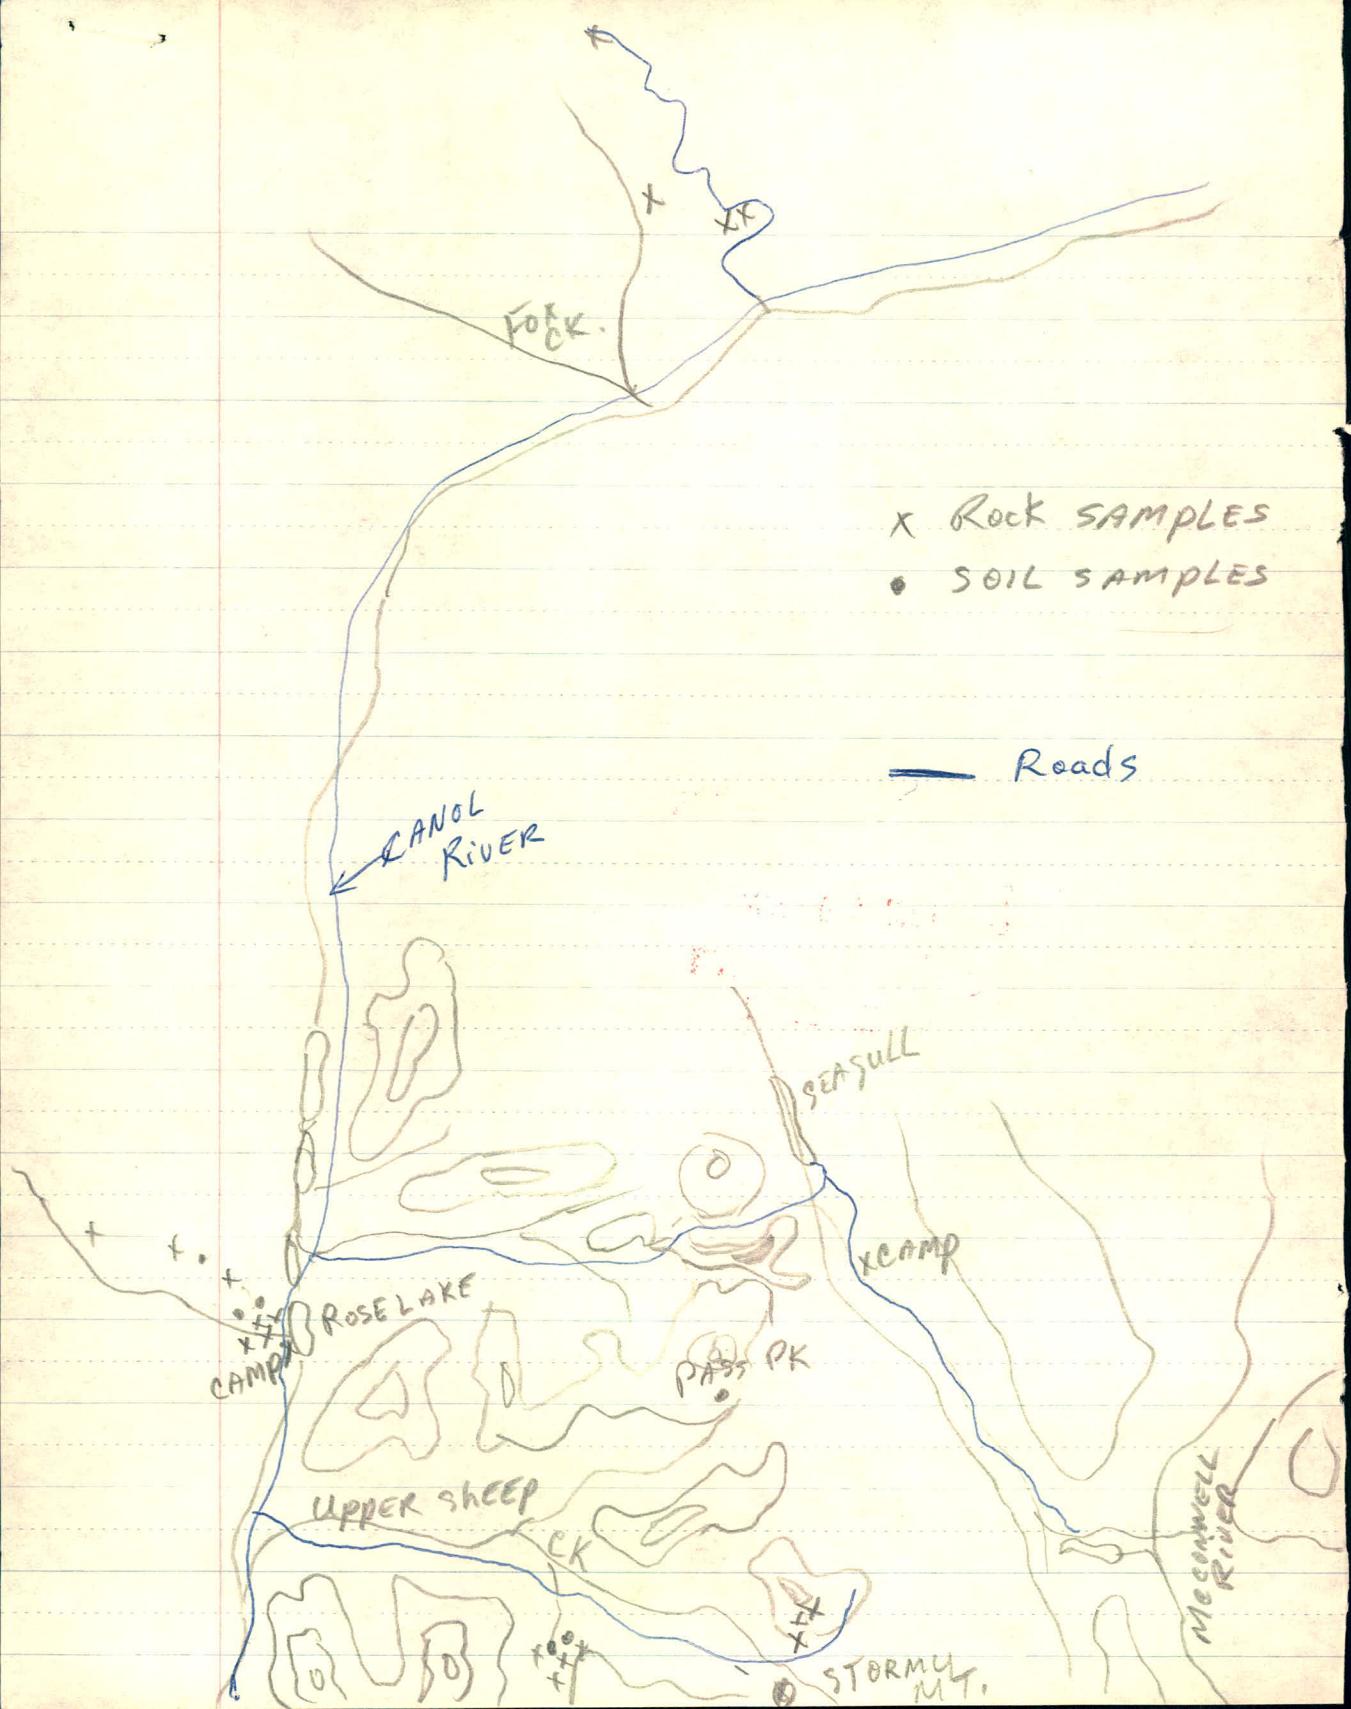 FOX
CK.
x Rock SAMPLES
• SOIL SAMPLES
Roads
CANOL
RIVER
SEAGULL
x CAMP
ROSE LAKE
CAMP
PASS PK
UPPER SHEEP
CK
McCONNELL
RIVER
STORMY
MT.